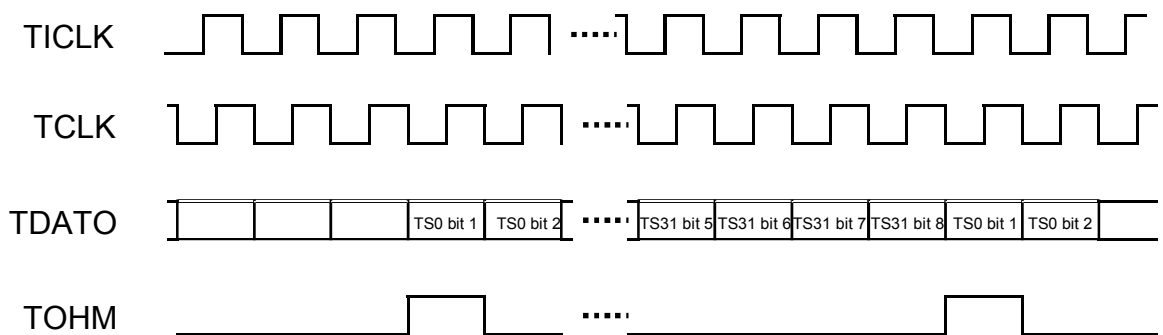 TICLK
TCLK
TDATO TS0 bit 1 TS0 bit 2 TS31 bit 5 TS31 bit 6 TS31 bit 7 TS31 bit 8 TS0 bit 1 TS0 bit 2
TOHM